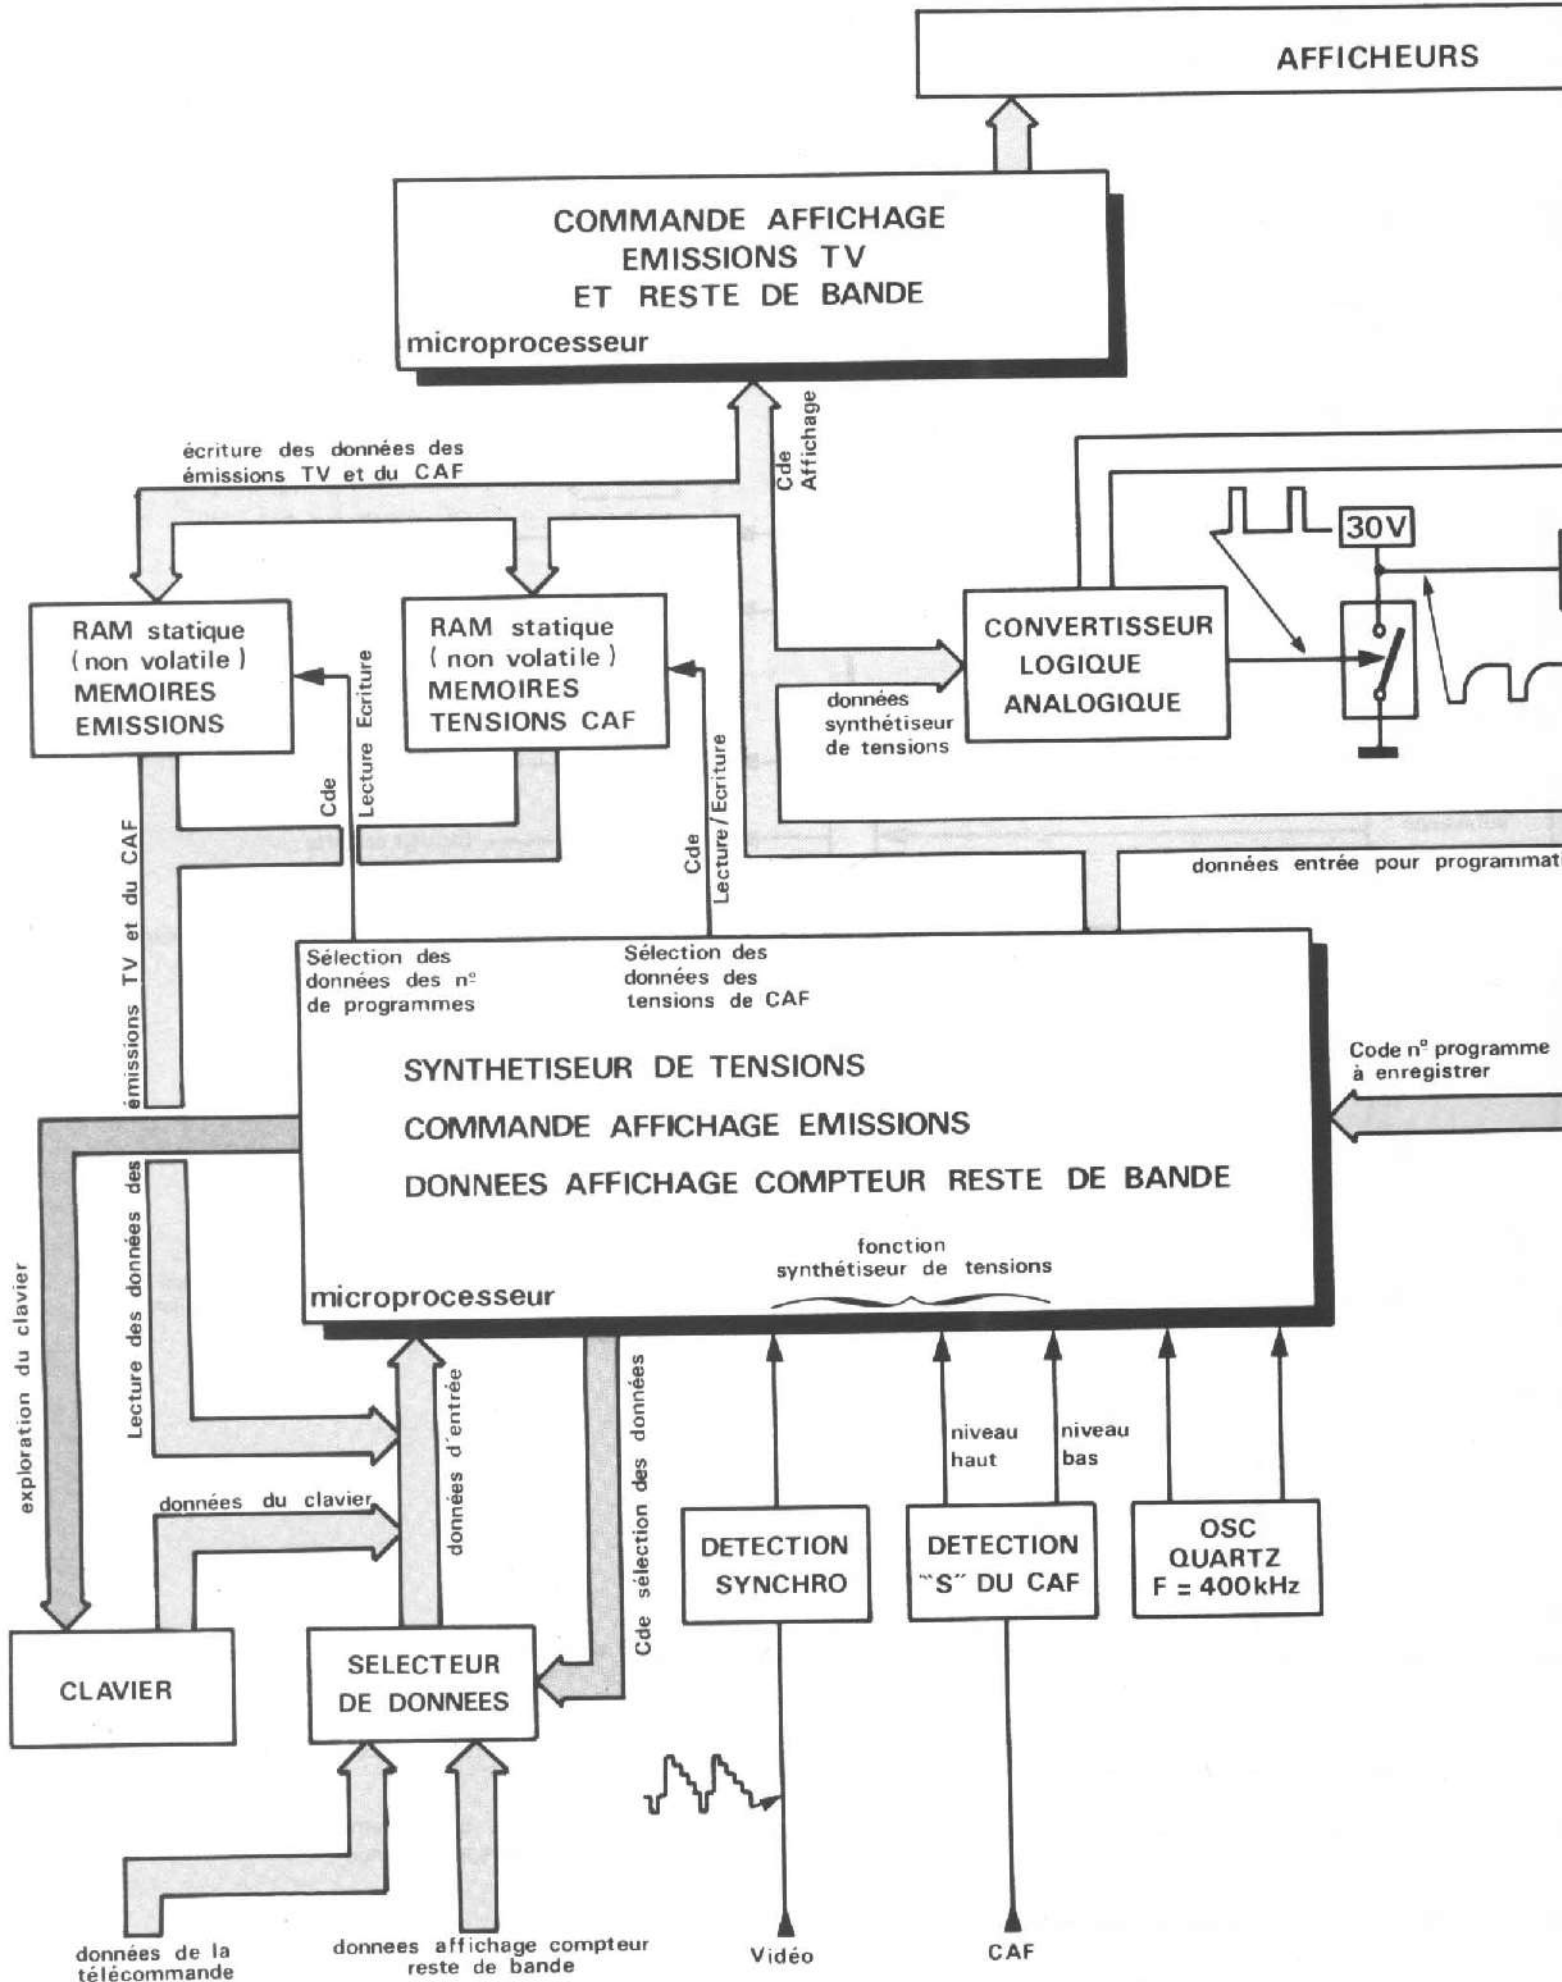 AFFICHEURS
COMMANDE AFFICHAGE
EMISSIONS TV
ET RESTE DE BANDE
microprocesseur
écriture des données des
émissions TV et du CAF
Cde
Affichage
30V
RAM statique
( non volatile )
MEMOIRES
EMISSIONS
RAM statique
( non volatile )
MEMOIRES
TENSIONS CAF
CONVERTISSEUR
LOGIQUE
ANALOGIQUE
données
synthétiseur
de tensions
Cde
Lecture Ecriture
Cde
Lecture/Ecriture
données entrée pour programmati
Lecture des données des émissions TV et du CAF
Sélection des
données des nº
de programmes
Sélection des
données des
tensions de CAF
SYNTHETISEUR DE TENSIONS
COMMANDE AFFICHAGE EMISSIONS
DONNEES AFFICHAGE COMPTEUR RESTE DE BANDE
fonction
synthétiseur de tensions
microprocesseur
Code nº programme
à enregistrer
exploration du clavier
données d'entrée
Cde sélection des données
niveau
haut
niveau
bas
données du clavier
DETECTION
SYNCHRO
DETECTION
"S" DU CAF
OSC
QUARTZ
F = 400kHz
CLAVIER
SELECTEUR
DE DONNEES
données de la
télécommande
donnees affichage compteur
reste de bande
Vidéo
CAF